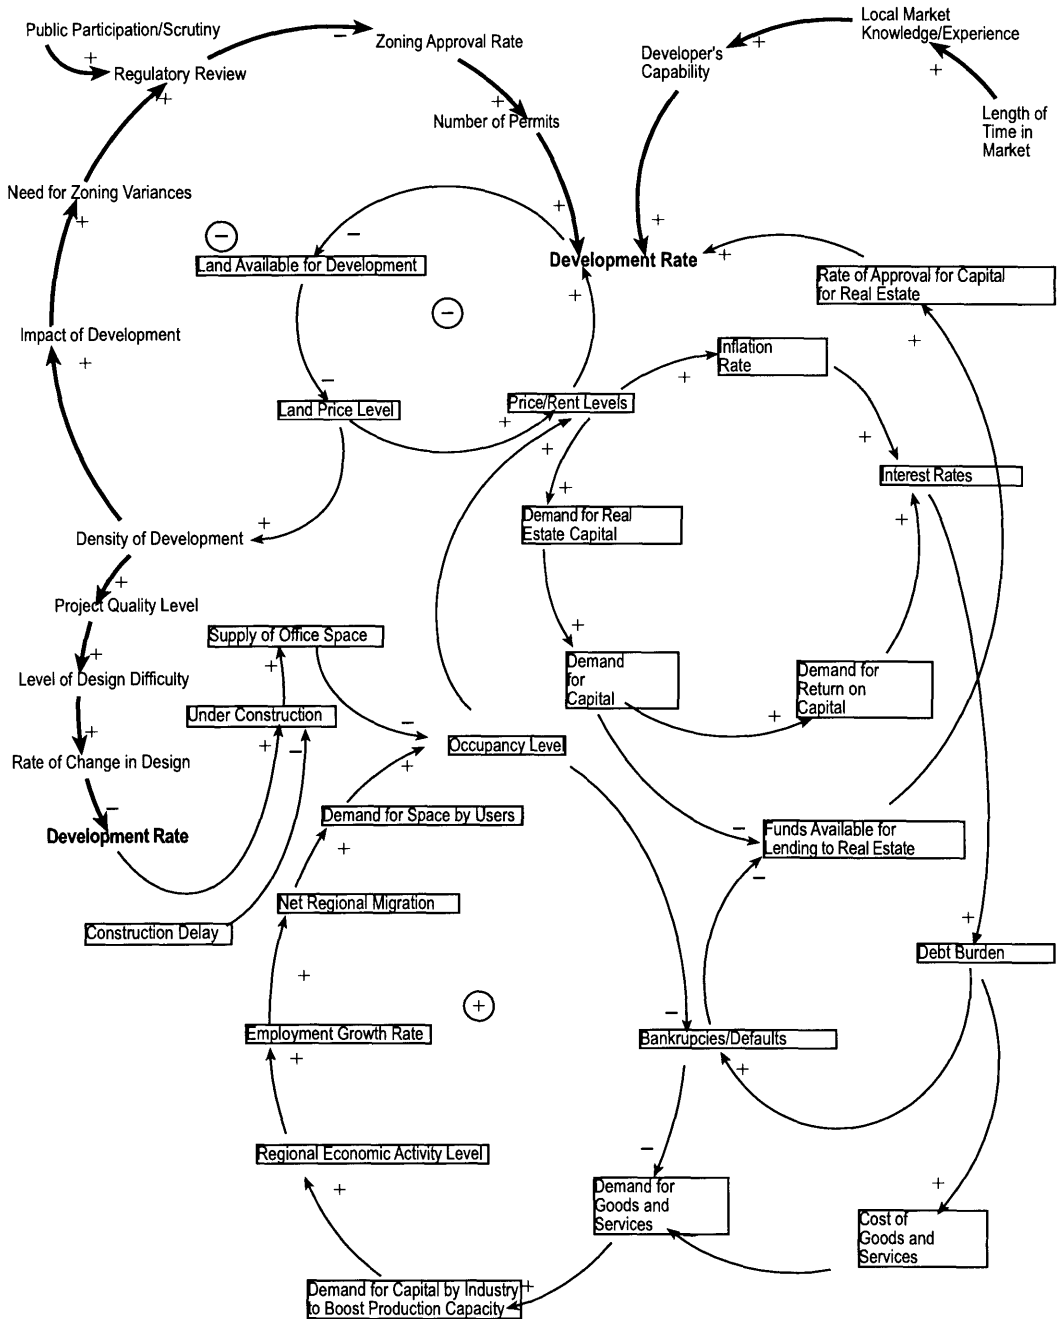 Public Participation/Scrutiny
+
Regulatory Review
–
Zoning Approval Rate
Local Market
Knowledge/Experience
+
Developer's
Capability
+
Length of
Time in
Market
+
+
Number of Permits
Need for Zoning Variances
+
+
+
–
–
Land Available for Development
Development Rate
+
+
Rate of Approval for Capital
for Real Estate
–
Impact of Development
+
+
Inflation
Rate
+
–
Land Price Level
Price/Rent Levels
+
+
+
Interest Rates
+
Demand for Real
Estate Capital
+
+
Density of Development
+
Project Quality Level
+
Supply of Office Space
+
Demand
for
Capital
Demand for
Return on
Capital
+
Level of Design Difficulty
+
Under Construction
+
–
–
Occupancy Level
+
Rate of Change in Design
–
Development Rate
Demand for Space by Users
+
–
Funds Available for
Lending to Real Estate
–
Net Regional Migration
Construction Delay
+
Debt Burden
+
+
–
Employment Growth Rate
+
Bankrupcies/Defaults
+
–
Regional Economic Activity Level
+
Demand for
Goods and
Services
+
Cost of
Goods and
Services
Demand for Capital by Industry
to Boost Production Capacity
+